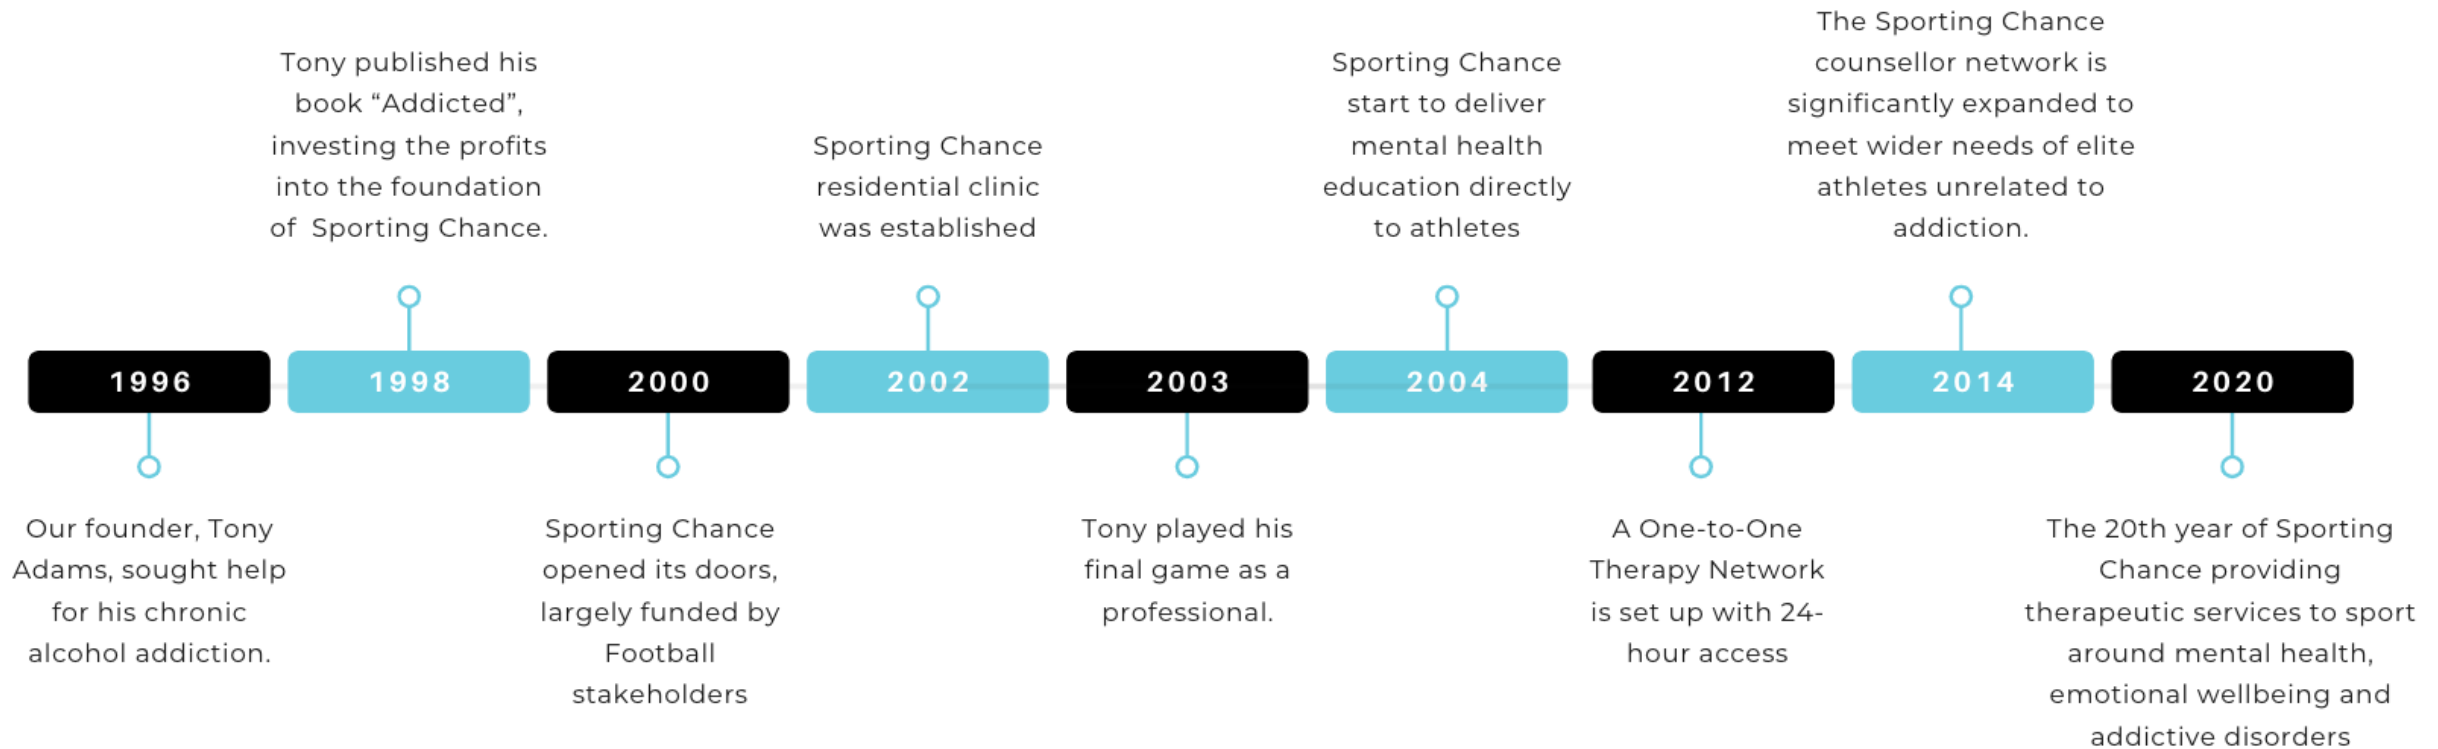 Tony published his
book “Addicted”,
investing the profits
into the foundation
of Sporting Chance.
Sporting Chance
residential clinic
was established
Sporting Chance
start to deliver
mental health
education directly
to athletes
The Sporting Chance
counsellor network is
significantly expanded to
meet wider needs of elite
athletes unrelated to
addiction.
1996
1998
2000
2002
2003
2004
2012
2014
2020
Our founder, Tony
Adams, sought help
for his chronic
alcohol addiction.
Sporting Chance
opened its doors,
largely funded by
Football
stakeholders
Tony played his
final game as a
professional.
A One-to-One
Therapy Network
is set up with 24-
hour access
The 20th year of Sporting
Chance providing
therapeutic services to sport
around mental health,
emotional wellbeing and
addictive disorders